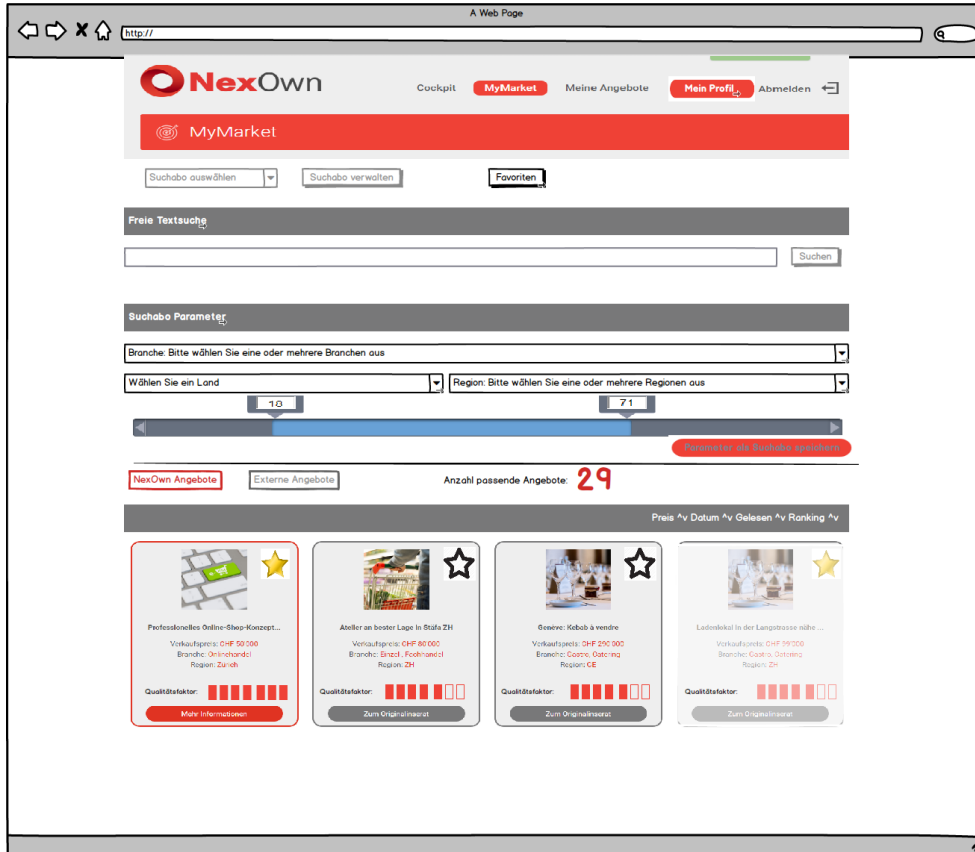 A Web Page
http://
NexOwn
Cockpit MyMarket Meine Angebote Mein Profil Abmelden
MyMarket
Suchabo auswählen Suchabo verwalten Favoriten
Freie Textsuche
Suchen
Suchabo Parameter
Branche: Bitte wählen Sie eine oder mehrere Branchen aus
Wählen Sie ein Land Region: Bitte wählen Sie eine oder mehrere Regionen aus
18 71
Parameter als Suchabo speichern
NexOwn Angebote Externe Angebote Anzahl passende Angebote: 29
Preis ^v Datum ^v Gelesen ^v Ranking ^v
Professionelles Online-Shop-Konzept...
Verkaufspreis: CHF 50'000
Branche: Onlinehandel
Region: Zürich
Qualitätsfaktor:
Mehr Informationen
Atelier an bester Lage in Stäfa ZH
Verkaufspreis: CHF 80'000
Branche: Einzel-, Fachhandel
Region: ZH
Qualitätsfaktor:
Zum Originalinserat
Genève: Kebab à vendre
Verkaufspreis: CHF 290'000
Branche: Gastro, Catering
Region: GE
Qualitätsfaktor:
Zum Originalinserat
Ladenlokal in der Langstrasse nähe ...
Verkaufspreis: CHF 99'000
Branche: Gastro, Catering
Region: ZH
Qualitätsfaktor:
Zum Originalinserat